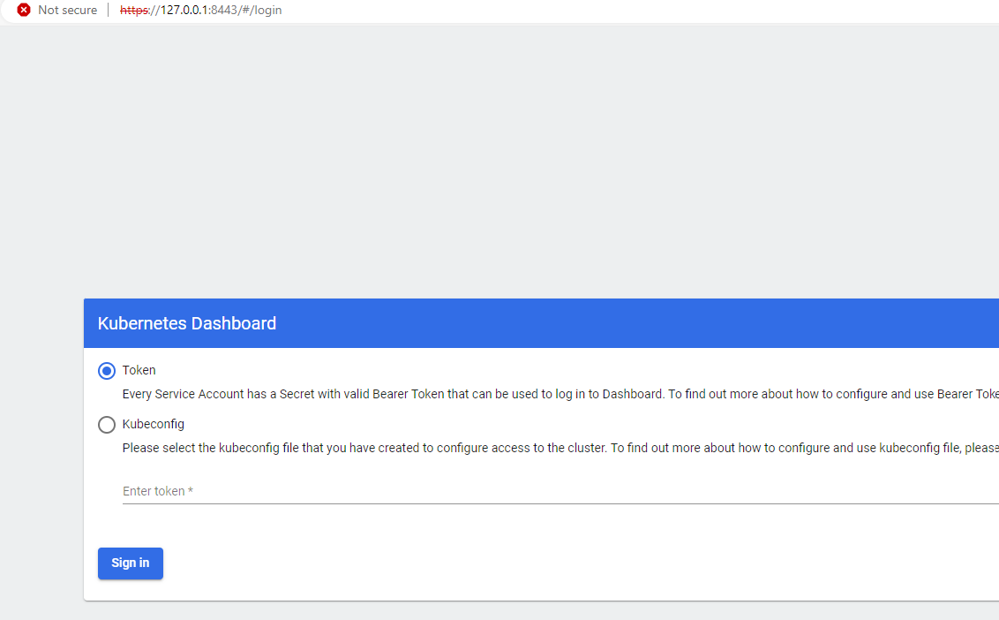 Not secure | https://127.0.0.1:8443/#/login
Kubernetes Dashboard
Token
Every Service Account has a Secret with valid Bearer Token that can be used to log in to Dashboard. To find out more about how to configure and use Bearer Toke
Kubeconfig
Please select the kubeconfig file that you have created to configure access to the cluster. To find out more about how to configure and use kubeconfig file, please
Enter token *
Sign in